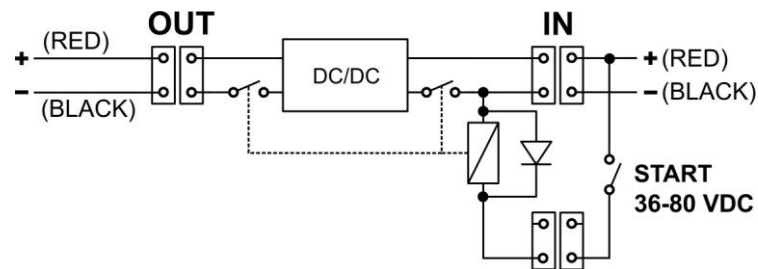 OUT
IN
+ (RED)
DC/DC
+ (RED)
– (BLACK)
– (BLACK)
START
36-80 VDC